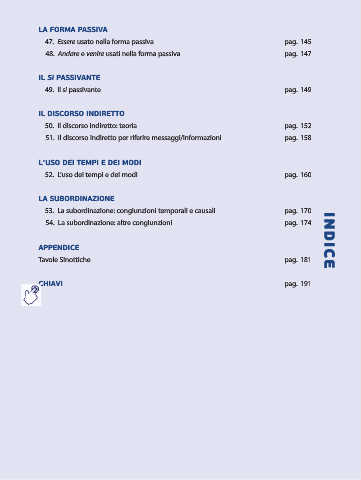 LA FORMA PASSIVA
47. Essere usato nella forma passiva pag. 145
48. Andare e venire usati nella forma passiva pag. 147
IL SI PASSIVANTE
49. Il si passivante pag. 149
IL DISCORSO INDIRETTO
50. Il discorso indiretto: teoria pag. 152
51. Il discorso indiretto per riferire messaggi/informazioni pag. 158
L'USO DEI TEMPI E DEI MODI
52. L'uso dei tempi e dei modi pag. 160
LA SUBORDINAZIONE
53. La subordinazione: congiunzioni temporali e causali pag. 170
54. La subordinazione: altre congiunzioni pag. 174
APPENDICE
Tavole Sinottiche pag. 181
CHIAVI pag. 191
INDICE